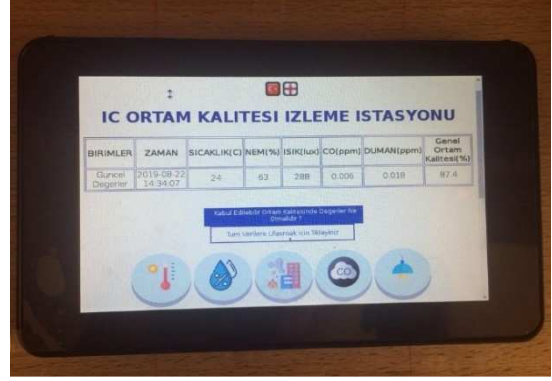 IC ORTAM KALITESI IZLEME ISTASYONU
BIRIMLER ZAMAN SICAKLIK(C) NEM(%) ISIK(lux) CO(ppm) DUMAN(ppm) Genel Ortam Kalitesi(%)
Guncel Degerler 2019-08-22 14:34:07 24 63 288 0.006 0.018 87.4
Kabul Edilebilir Ortam Kalitesinde Degerler Ne
Olmalidir ?
Tum Verilere Ulasmak icin Tiklayiniz
CO